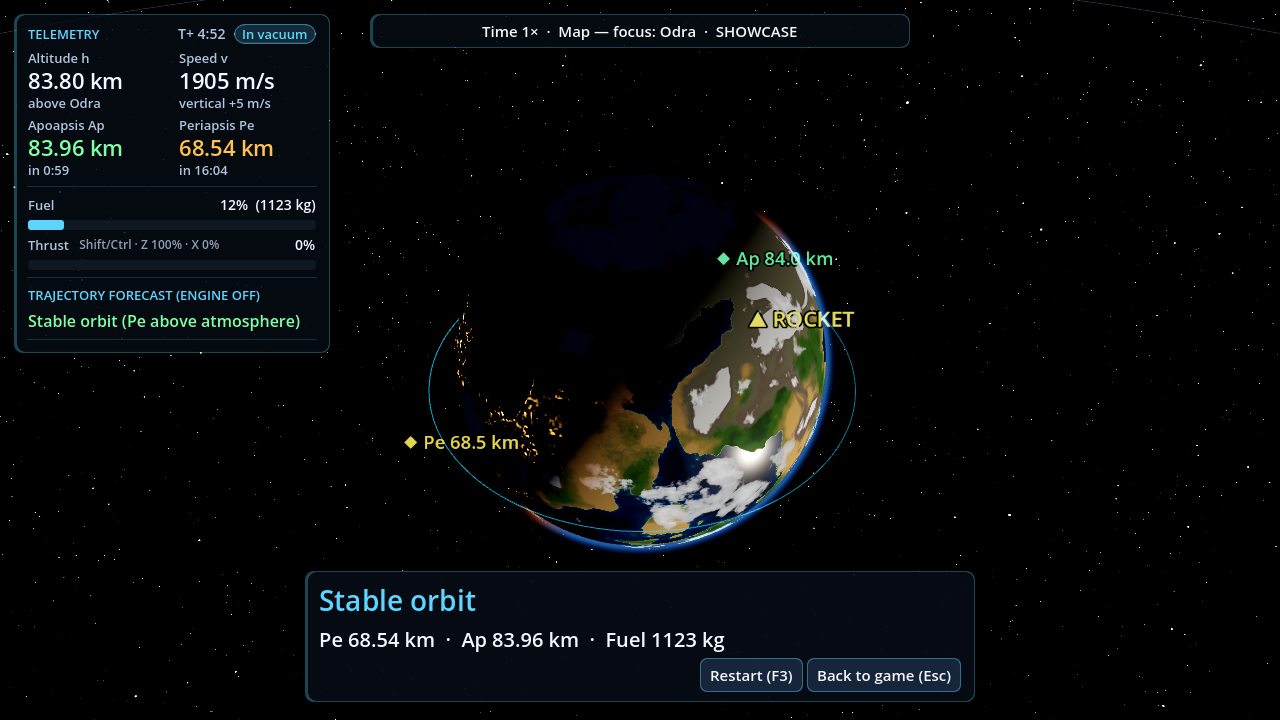 TELEMETRY T+ 4:52 In vacuum
Altitude h Speed v
83.80 km 1905 m/s
above Odra vertical +5 m/s
Apoapsis Ap Periapsis Pe
83.96 km 68.54 km
in 0:59 in 16:04
Fuel 12% (1123 kg)
Thrust Shift/Ctrl · Z 100% · X 0% 0%
TRAJECTORY FORECAST (ENGINE OFF)
Stable orbit (Pe above atmosphere)
Time 1× · Map — focus: Odra · SHOWCASE
Ap 84.0 km
ROCKET
Pe 68.5 km
Stable orbit
Pe 68.54 km · Ap 83.96 km · Fuel 1123 kg
Restart (F3) Back to game (Esc)